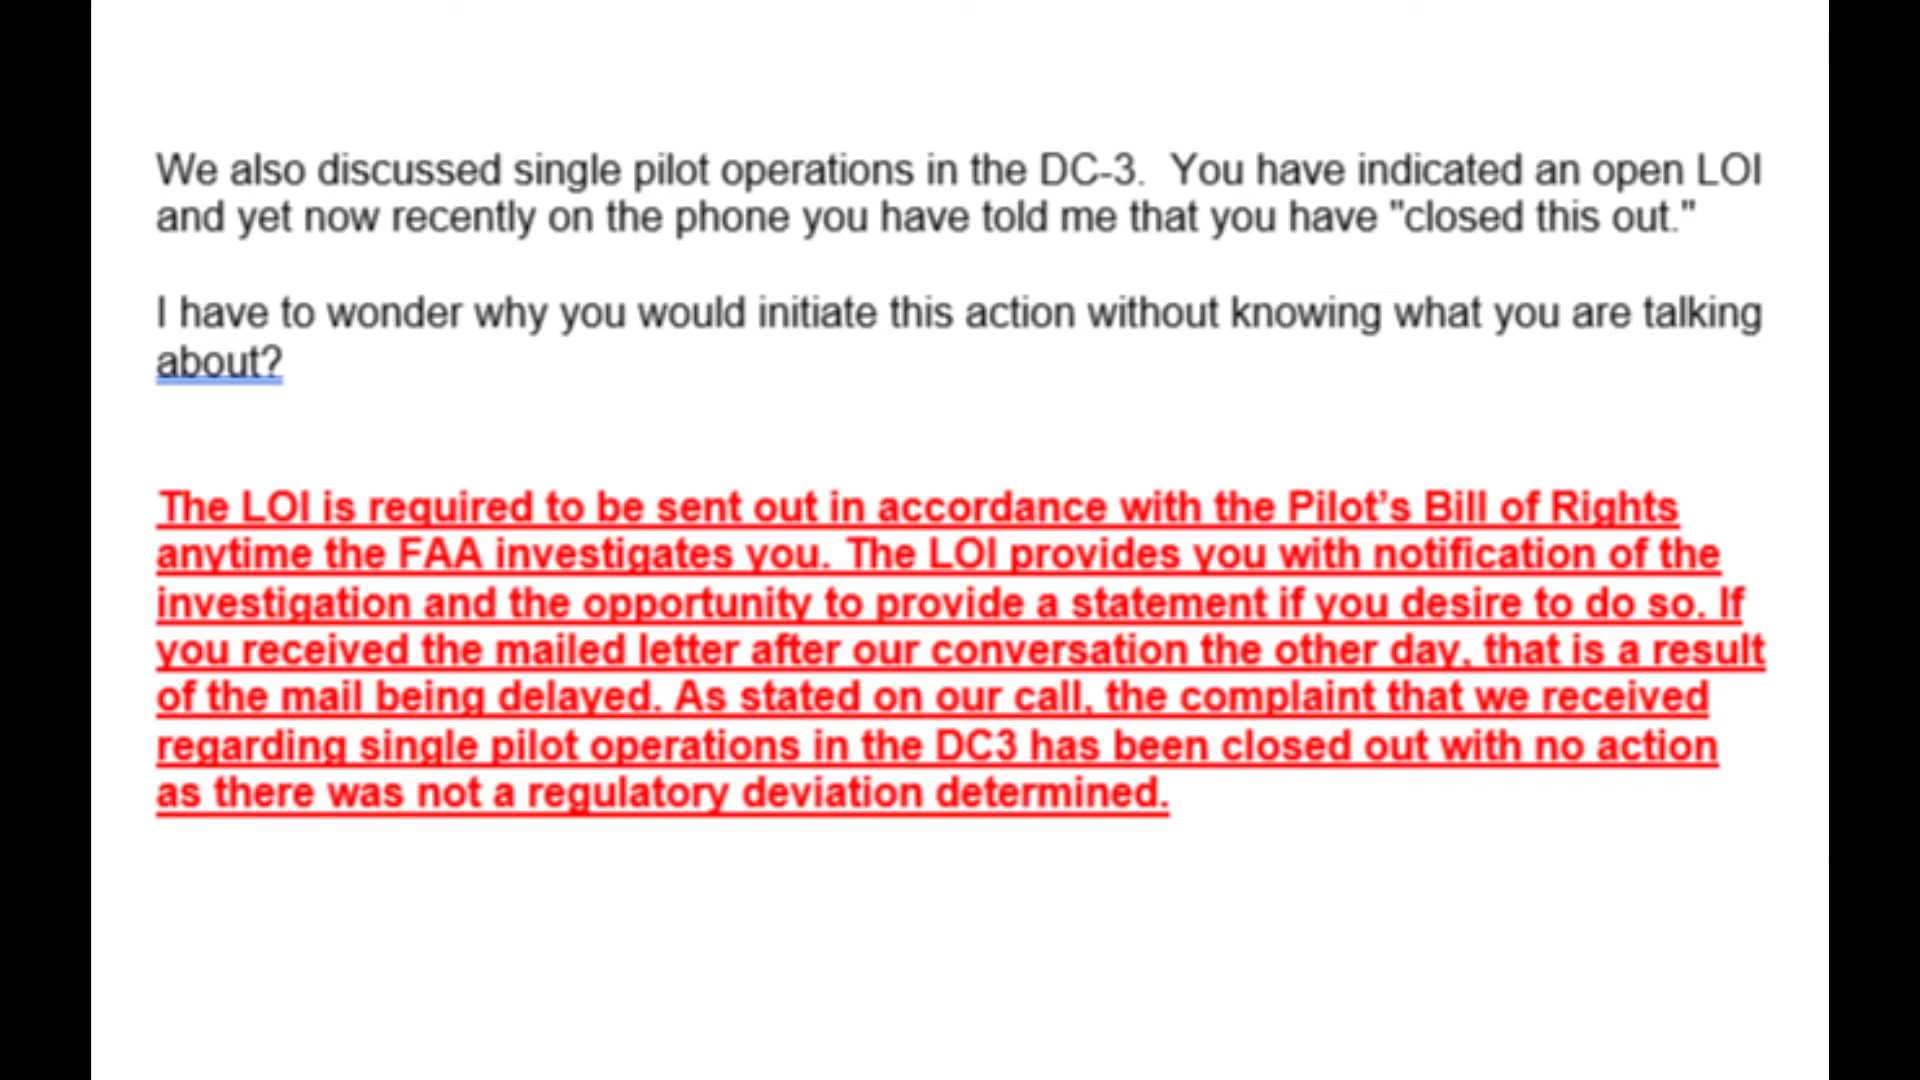 We also discussed single pilot operations in the DC-3.  You have indicated an open LOI
and yet now recently on the phone you have told me that you have "closed this out."
I have to wonder why you would initiate this action without knowing what you are talking
about?
The LOI is required to be sent out in accordance with the Pilot’s Bill of Rights
anytime the FAA investigates you. The LOI provides you with notification of the
investigation and the opportunity to provide a statement if you desire to do so. If
you received the mailed letter after our conversation the other day, that is a result
of the mail being delayed. As stated on our call, the complaint that we received
regarding single pilot operations in the DC3 has been closed out with no action
as there was not a regulatory deviation determined.